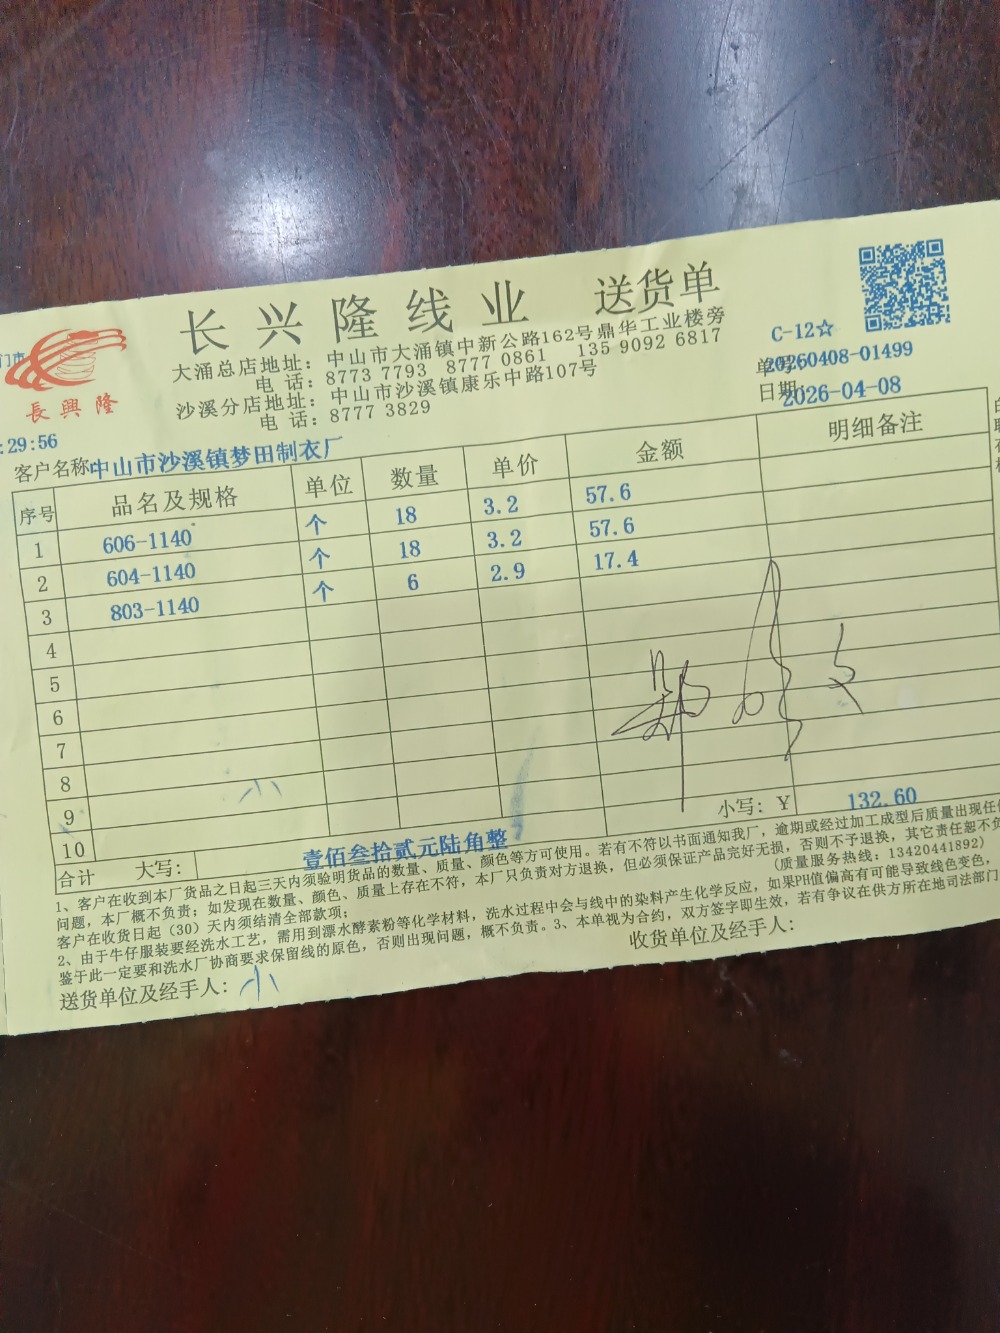 长兴隆线业 送货单
長興隆
大涌总店地址：中山市大涌镇中新公路162号鼎华工业楼旁
电 话：8773 7793 8777 0861 135 9092 6817
沙溪分店地址：中山市沙溪镇康乐中路107号
电 话：8777 3829
C-12☆
单号：20260408-01499
日期：2026-04-08
:29:56
客户名称：中山市沙溪镇梦田制衣厂
序号 品名及规格 单位 数量 单价 金额 明细备注
1 606-1140 个 18 3.2 57.6
2 604-1140 个 18 3.2 57.6
3 803-1140 个 6 2.9 17.4
4
5
6
7
8
9
10
小写：￥ 132.60
合计 大写： 壹佰叁拾贰元陆角整
1、客户在收到本厂货品之日起三天内须验明货品的数量、质量、颜色等方可使用。若有不符以书面通知我厂，逾期或经过加工成型后质量出现任何
问题，本厂概不负责；如发现在数量、颜色、质量上存在不符，本厂只负责对方退换，但必须保证产品完好无损，否则不予退换，其它责任恕不负
客户在收货日起（30）天内须结清全部款项； （质量服务热线：13420441892）
2、由于牛仔服装要经洗水工艺，需用到漂水酵素粉等化学材料，洗水过程中会与线中的染料产生化学反应，如果PH值偏高有可能导致线色变色，
鉴于此一定要和洗水厂协商要求保留线的原色，否则出现问题，概不负责。3、本单视为合约，双方签字即生效，若有争议在供方所在地司法部门
送货单位及经手人：小 收货单位及经手人：